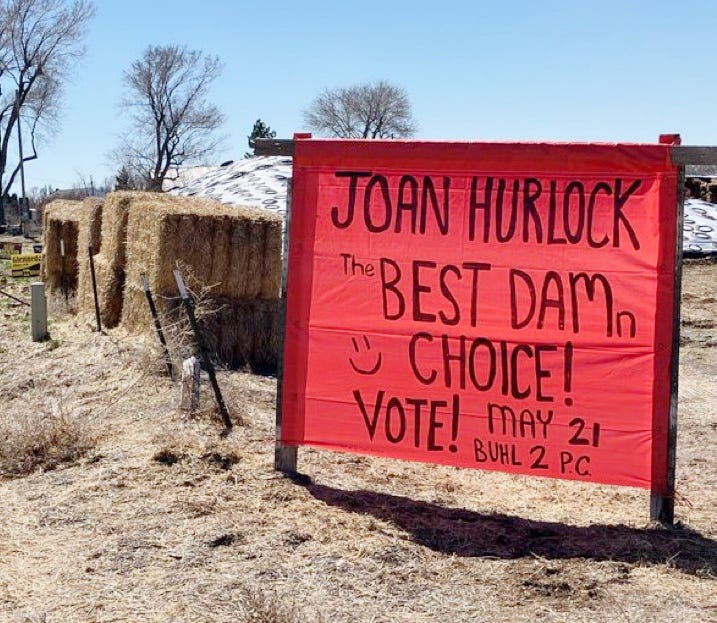 JOAN HURLOCK
The BEST DAMn
CHOICE!
VOTE! MAY 21
BUHL 2 P.C.